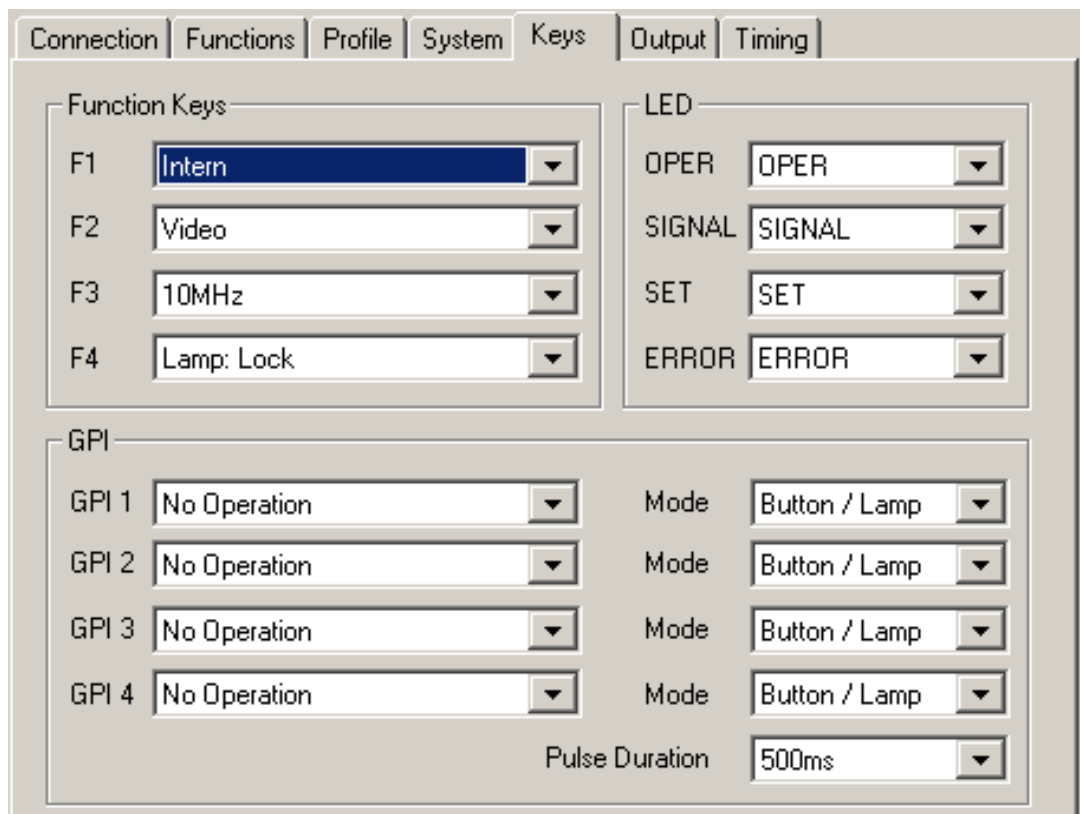 Connection Functions Profile System Keys Output Timing
Function Keys LED
F1 Intern OPER OPER
F2 Video SIGNAL SIGNAL
F3 10MHz SET SET
F4 Lamp: Lock ERROR ERROR
GPI
GPI 1 No Operation Mode Button / Lamp
GPI 2 No Operation Mode Button / Lamp
GPI 3 No Operation Mode Button / Lamp
GPI 4 No Operation Mode Button / Lamp
Pulse Duration 500ms